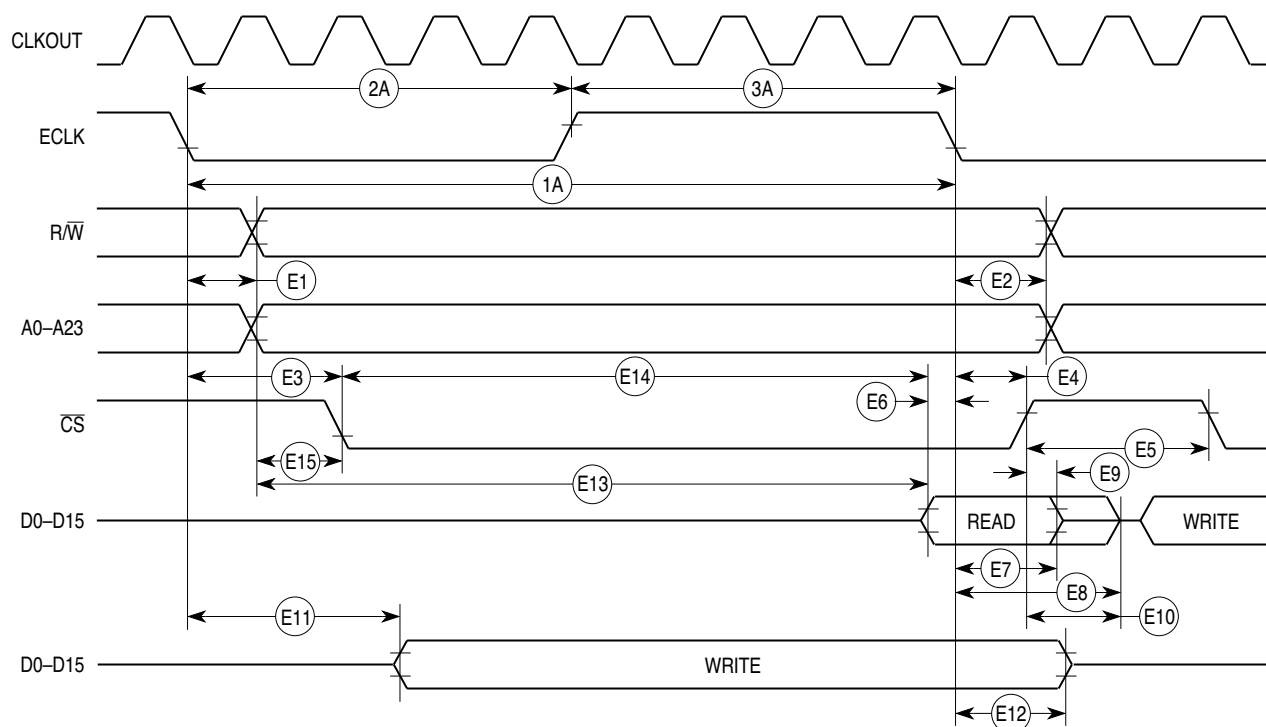 CLKOUT
2A
3A
ECLK
1A
R/W̅
E1
E2
A0–A23
E3
E14
E4
E6
C̅S̅
E15
E5
E9
E13
D0–D15
READ
WRITE
E7
E8
E11
E10
D0–D15
WRITE
E12